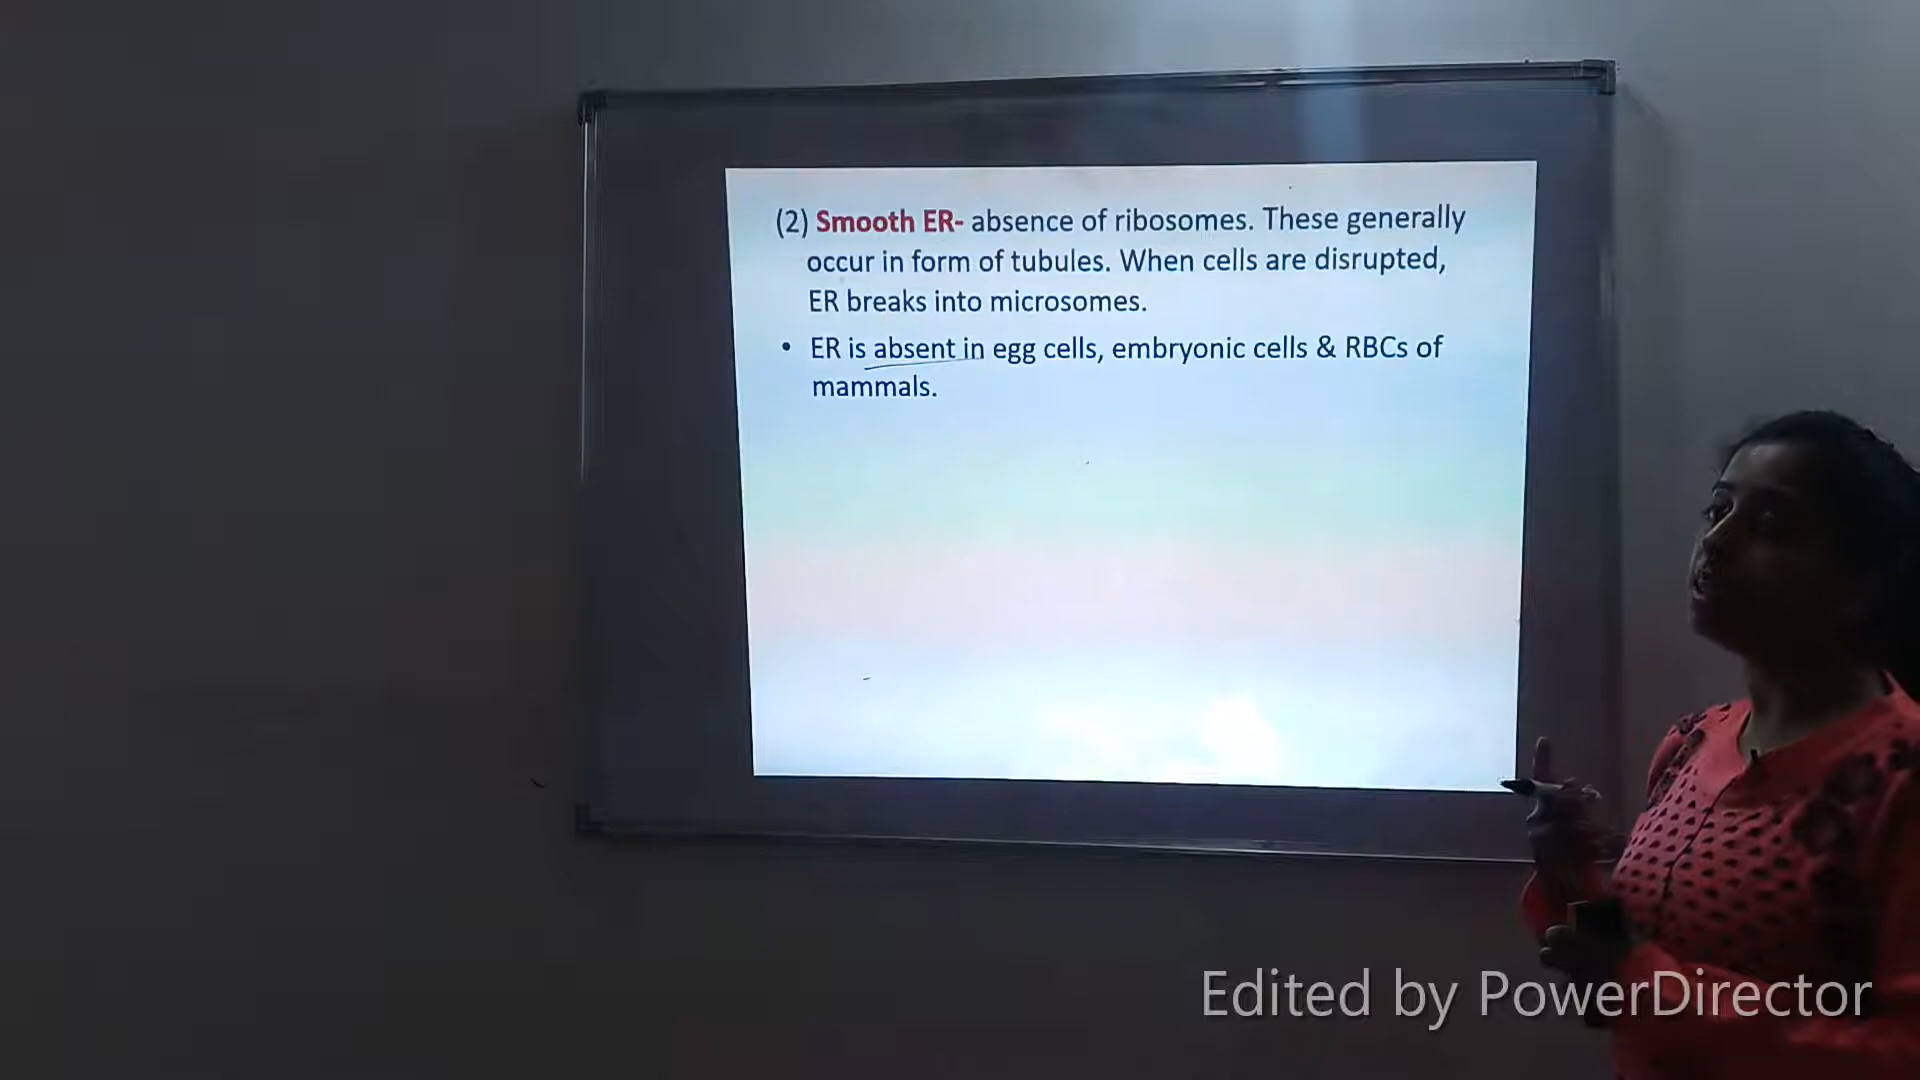 (2) Smooth ER- absence of ribosomes. These generally
occur in form of tubules. When cells are disrupted,
ER breaks into microsomes.
• ER is absent in egg cells, embryonic cells & RBCs of
mammals.
Edited by PowerDirector